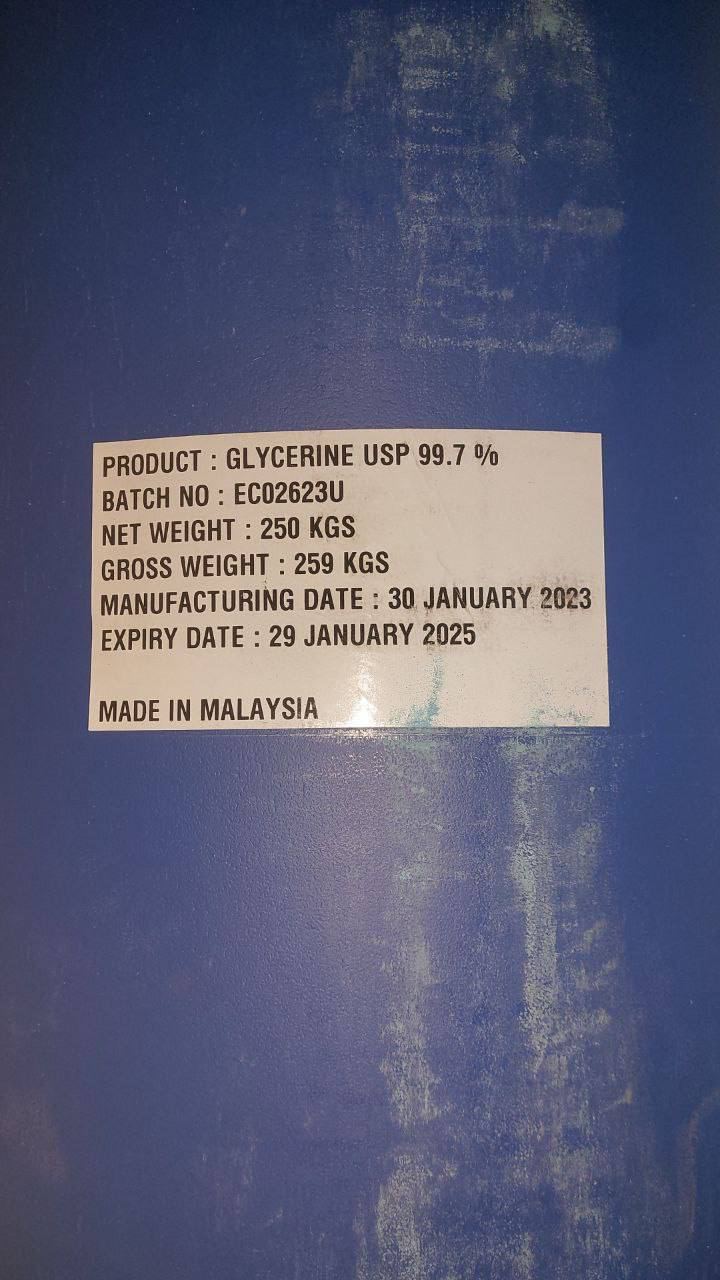 PRODUCT : GLYCERINE USP 99.7 %
BATCH NO : EC02623U
NET WEIGHT : 250 KGS
GROSS WEIGHT : 259 KGS
MANUFACTURING DATE : 30 JANUARY 2023
EXPIRY DATE : 29 JANUARY 2025
MADE IN MALAYSIA